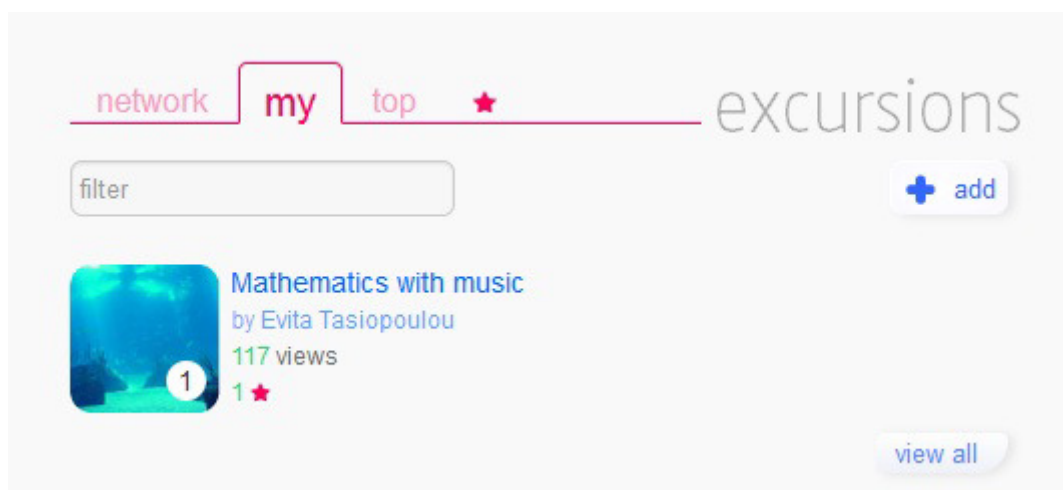 network my top
excursions
filter
add
Mathematics with music
by Evita Tasiopoulou
117 views
1
1
view all